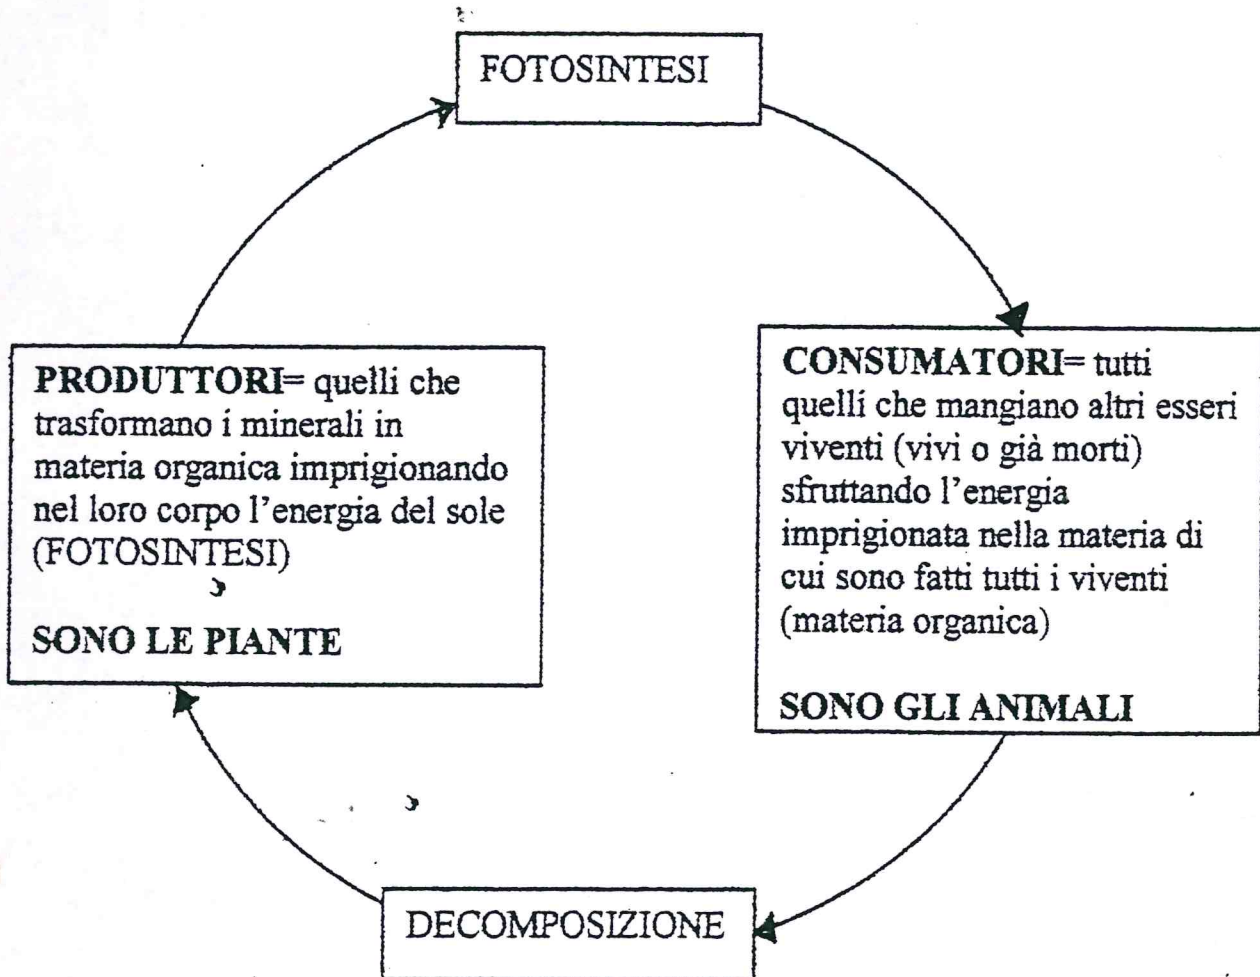 FOTOSINTESI
PRODUTTORI= quelli che
trasformano i minerali in
materia organica imprigionando
nel loro corpo l'energia del sole
(FOTOSINTESI)
SONO LE PIANTE
CONSUMATORI= tutti
quelli che mangiano altri esseri
viventi (vivi o già morti)
sfruttando l'energia
imprigionata nella materia di
cui sono fatti tutti i viventi
(materia organica)
SONO GLI ANIMALI
DECOMPOSIZIONE